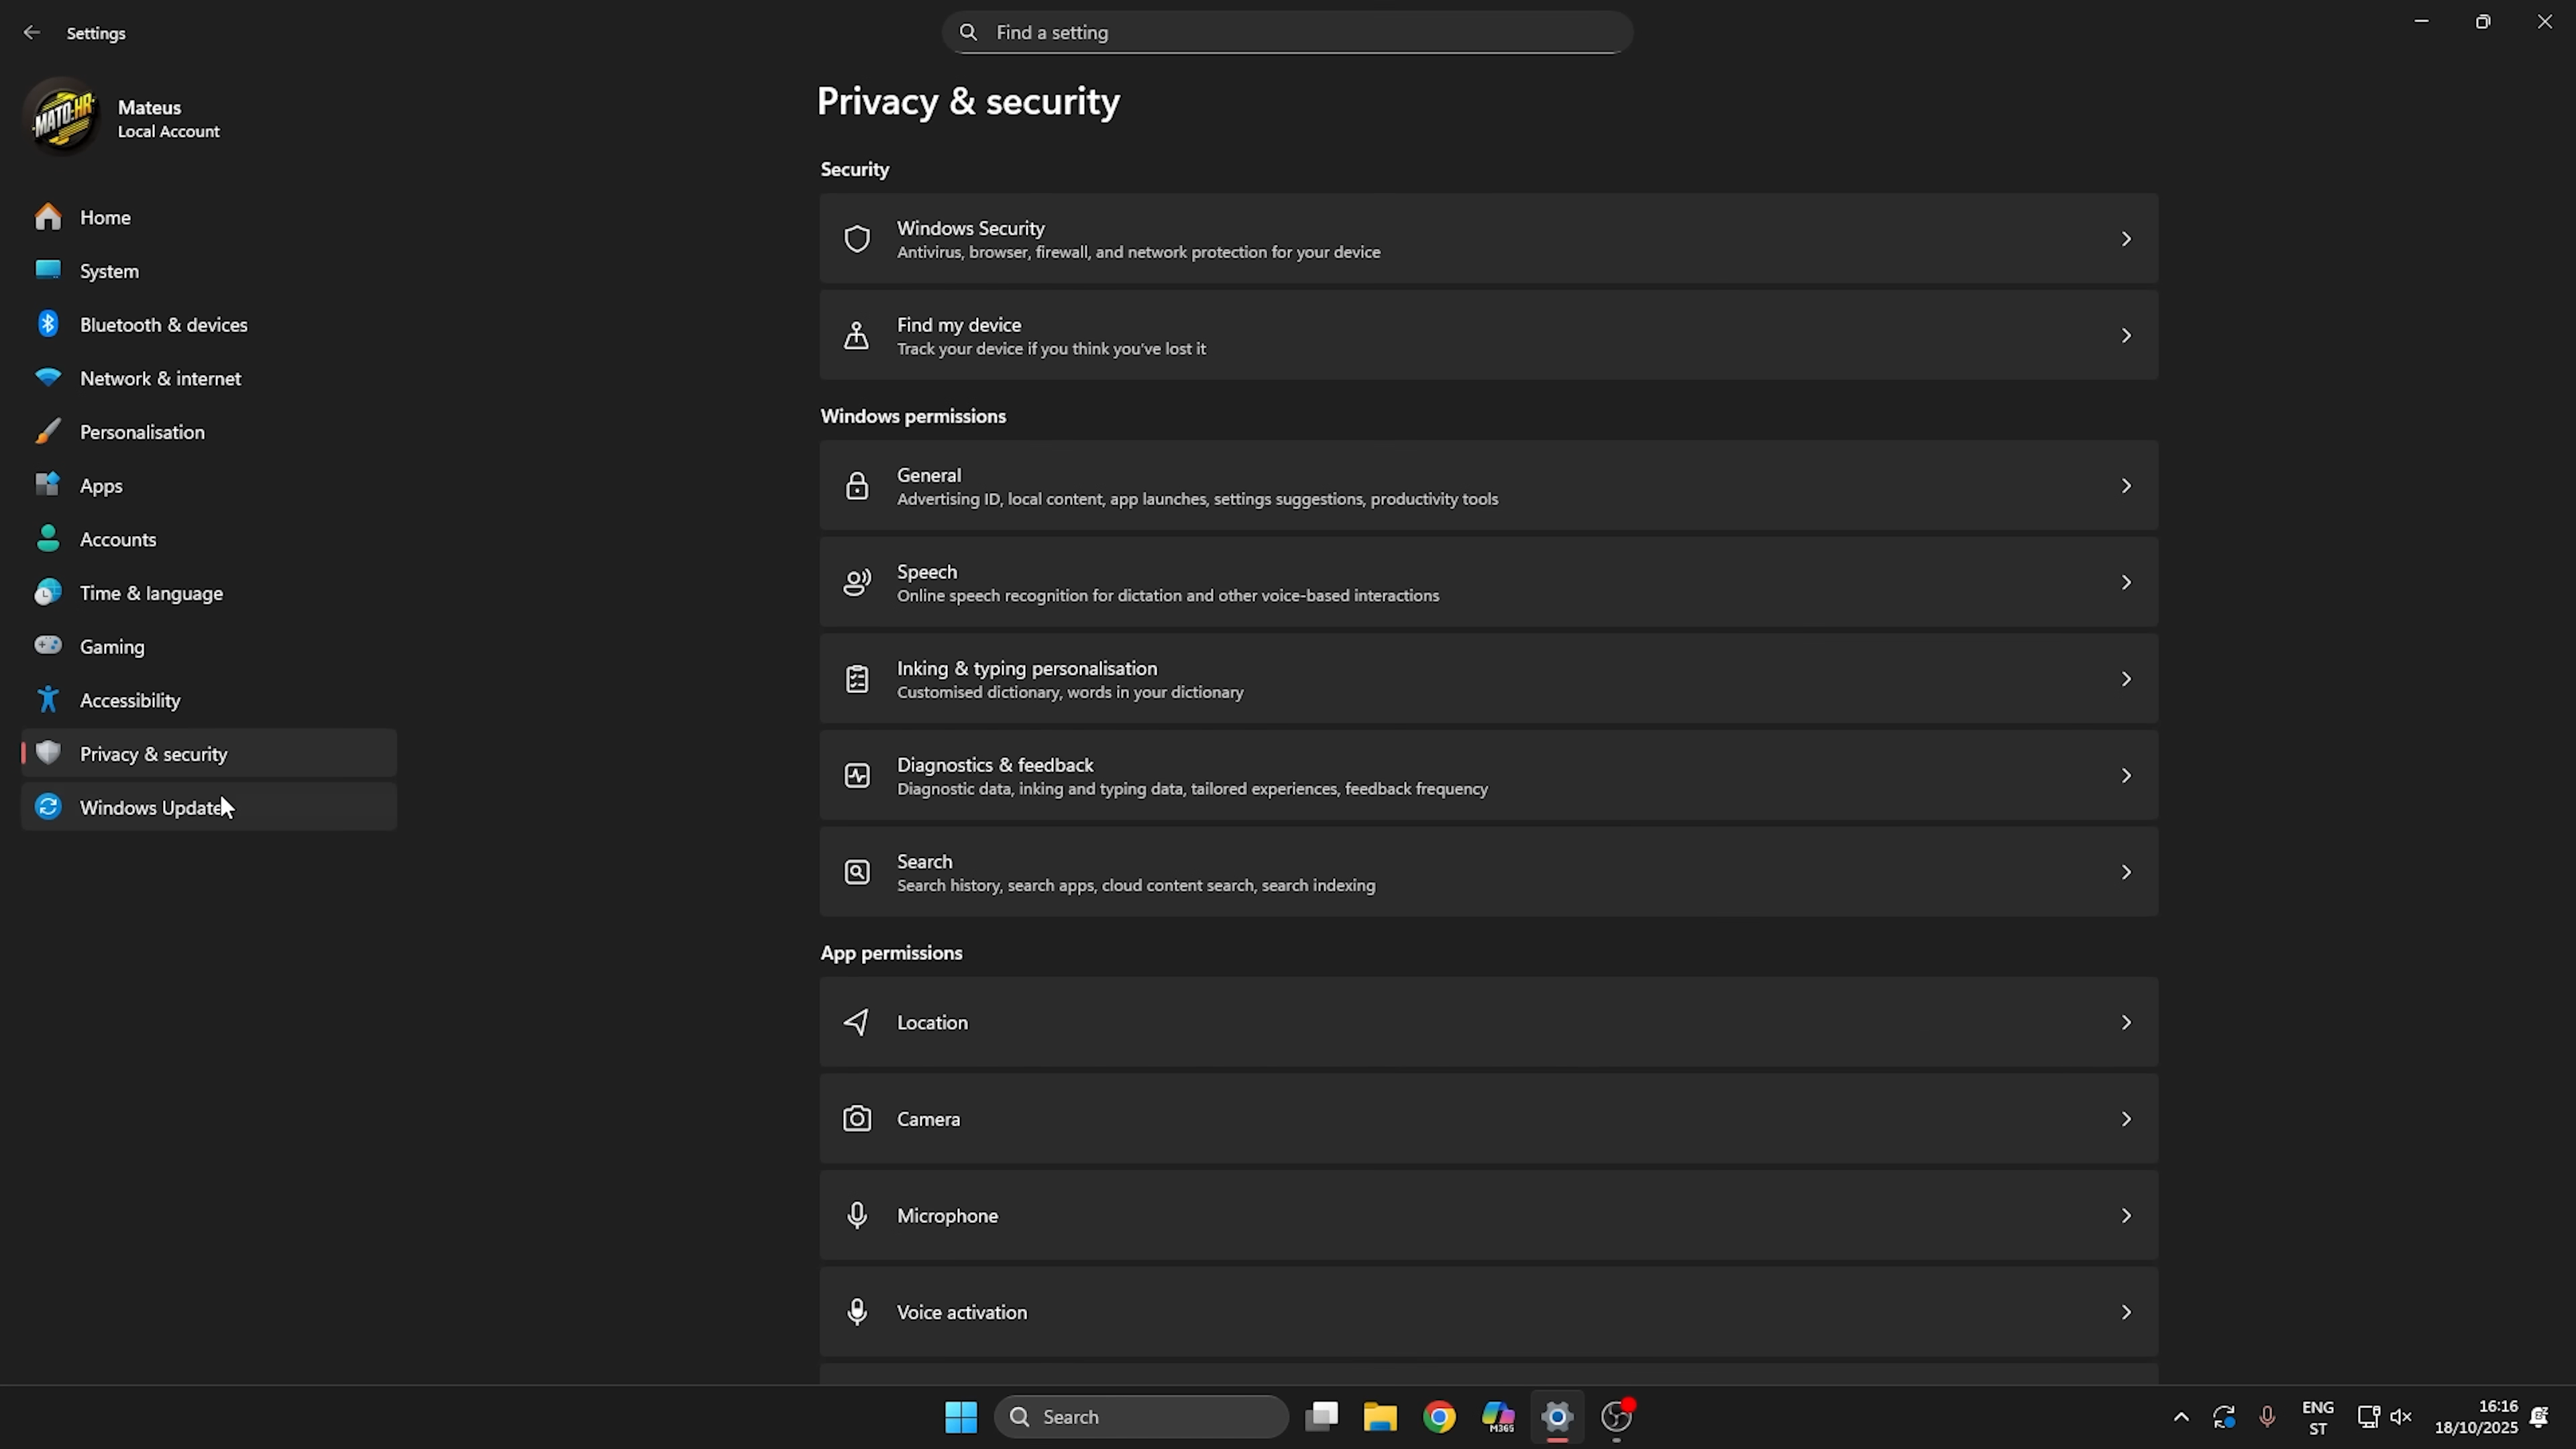 Settings
Find a setting
MATO:HR
Mateus
Local Account
Home
System
Bluetooth & devices
Network & internet
Personalisation
Apps
Accounts
Time & language
Gaming
Accessibility
Privacy & security
Windows Update
Privacy & security
Security
Windows Security
Antivirus, browser, firewall, and network protection for your device
Find my device
Track your device if you think you've lost it
Windows permissions
General
Advertising ID, local content, app launches, settings suggestions, productivity tools
Speech
Online speech recognition for dictation and other voice-based interactions
Inking & typing personalisation
Customised dictionary, words in your dictionary
Diagnostics & feedback
Diagnostic data, inking and typing data, tailored experiences, feedback frequency
Search
Search history, search apps, cloud content search, search indexing
App permissions
Location
Camera
Microphone
Voice activation
Search
M365
ENG
ST
16:16
18/10/2025